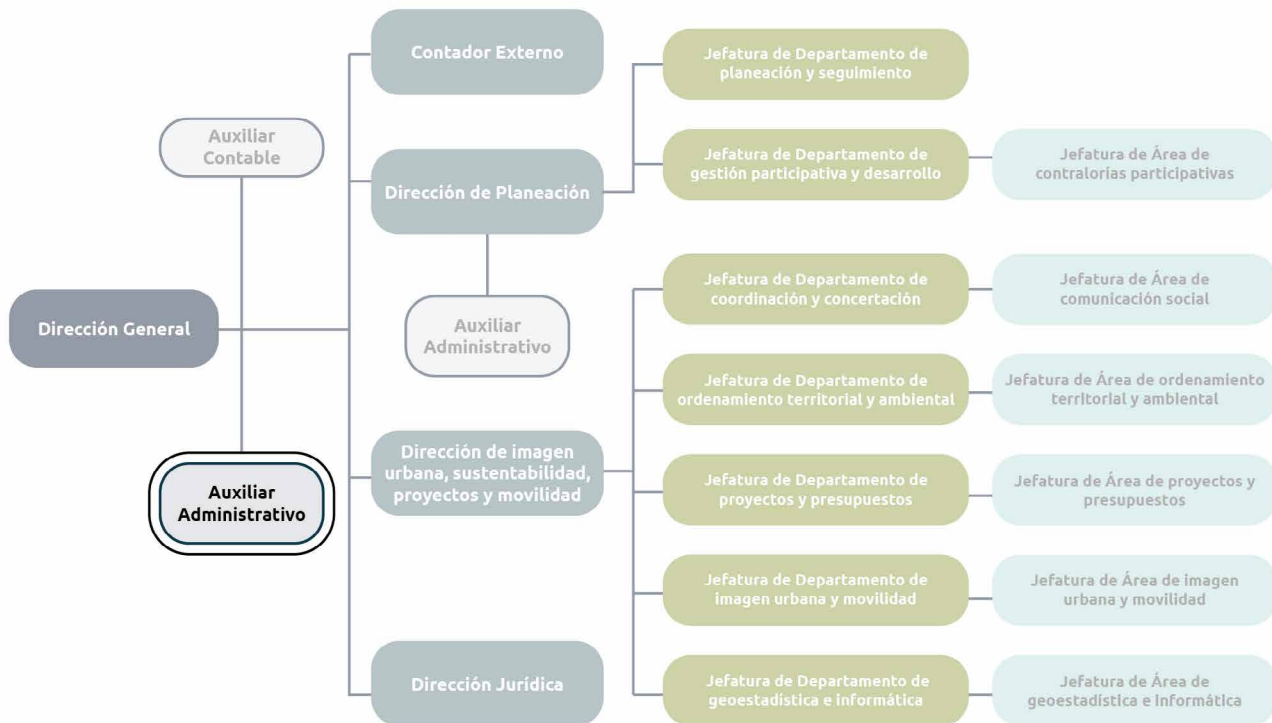 Contador Externo
Jefatura de Departamento de
planeación y seguimiento
Auxiliar
Contable
Dirección de Planeación
Jefatura de Departamento de
gestión participativa y desarrollo
Jefatura de Área de
contralorías participativas
Dirección General
Auxiliar
Administrativo
Jefatura de Departamento de
coordinación y concertación
Jefatura de Área de
comunicación social
Jefatura de Departamento de
ordenamiento territorial y ambiental
Jefatura de Área de ordenamiento
territorial y ambiental
Auxiliar
Administrativo
Dirección de imagen
urbana, sustentabilidad,
proyectos y movilidad
Jefatura de Departamento de
proyectos y presupuestos
Jefatura de Área de proyectos y
presupuestos
Jefatura de Departamento de
imagen urbana y movilidad
Jefatura de Área de imagen
urbana y movilidad
Dirección Jurídica
Jefatura de Departamento de
geoestadística e informática
Jefatura de Área de
geoestadística e Informática